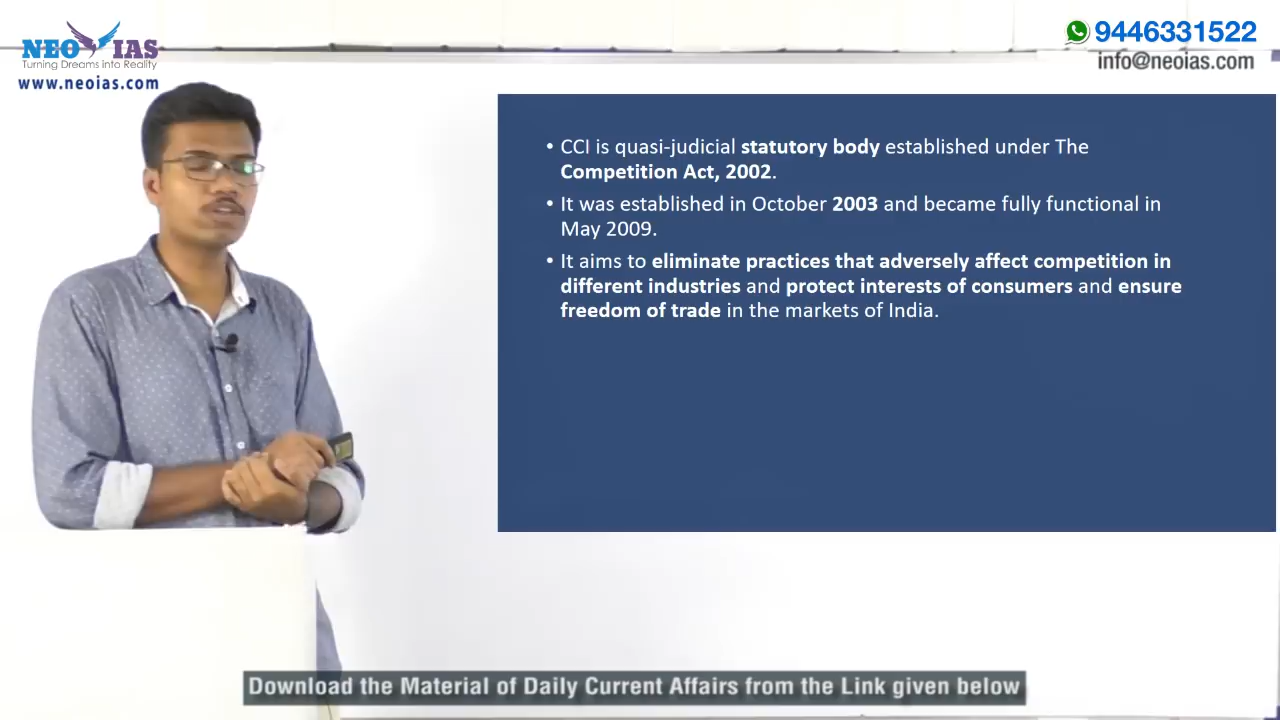 NEO IAS
Turning Dreams into Reality
www.neoias.com
9446331522
info@neoias.com
• CCI is quasi-judicial statutory body established under The
Competition Act, 2002.
• It was established in October 2003 and became fully functional in
May 2009.
• It aims to eliminate practices that adversely affect competition in
different industries and protect interests of consumers and ensure
freedom of trade in the markets of India.
Download the Material of Daily Current Affairs from the Link given below